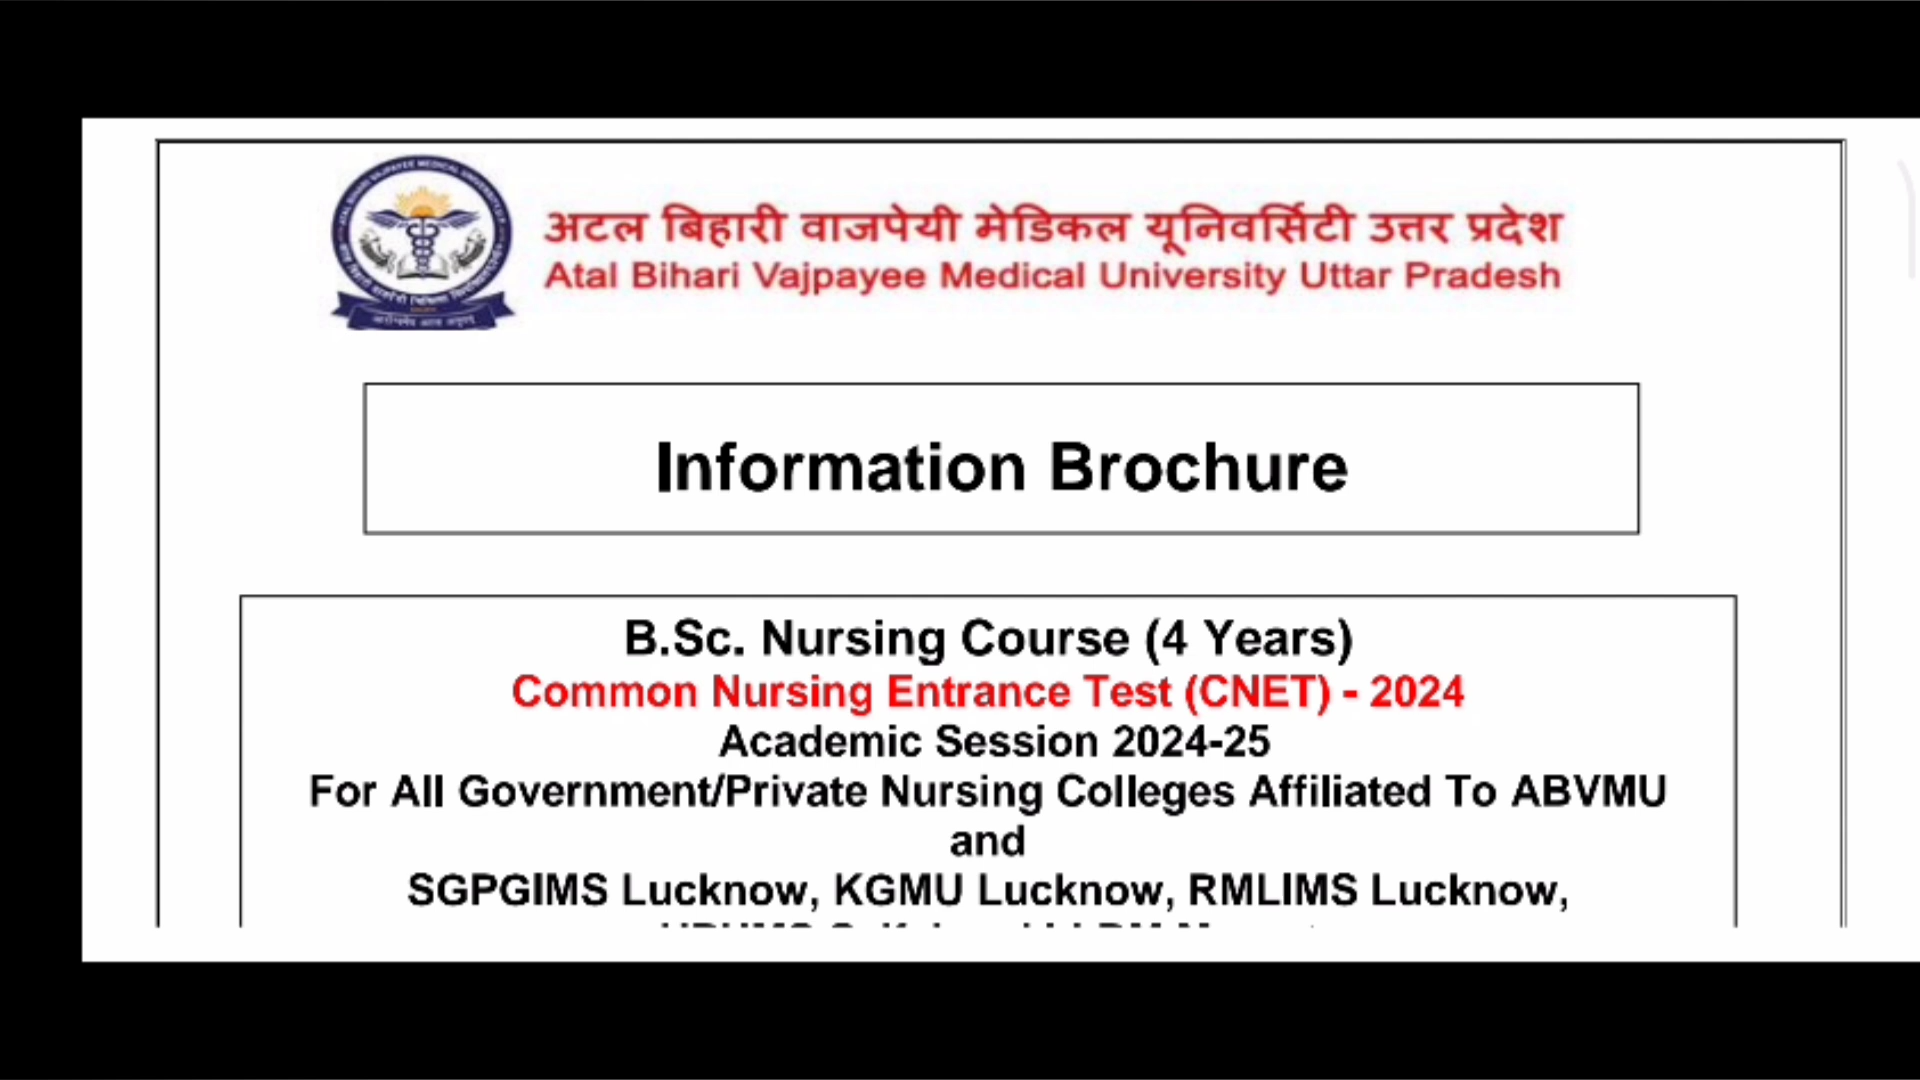 अटल बिहारी वाजपेयी मेडिकल यूनिवर्सिटी उत्तर प्रदेश
Atal Bihari Vajpayee Medical University Uttar Pradesh
Information Brochure
B.Sc. Nursing Course (4 Years)
Common Nursing Entrance Test (CNET) - 2024
Academic Session 2024-25
For All Government/Private Nursing Colleges Affiliated To ABVMU
and
SGPGIMS Lucknow, KGMU Lucknow, RMLIMS Lucknow,